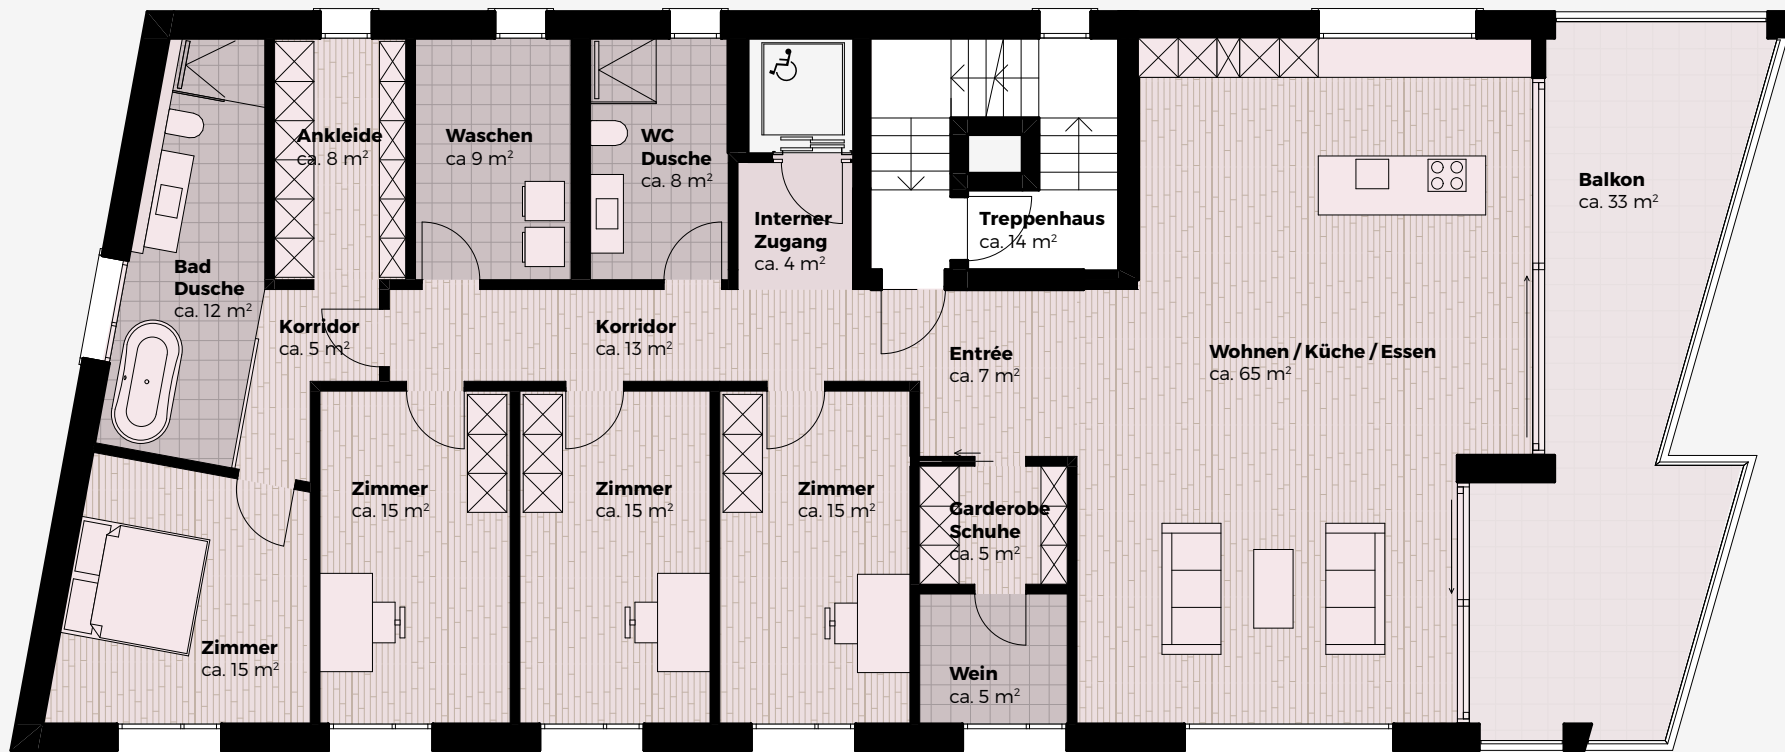 Ankleide
ca. 8 m²
Waschen
ca 9 m²
WC
Dusche
ca. 8 m²
Interner
Zugang
ca. 4 m²
Treppenhaus
ca. 14 m²
Balkon
ca. 33 m²
Bad
Dusche
ca. 12 m²
Korridor
ca. 5 m²
Korridor
ca. 13 m²
Entrée
ca. 7 m²
Wohnen / Küche / Essen
ca. 65 m²
Zimmer
ca. 15 m²
Zimmer
ca. 15 m²
Zimmer
ca. 15 m²
Garderobe
Schuhe
ca. 5 m²
Zimmer
ca. 15 m²
Wein
ca. 5 m²